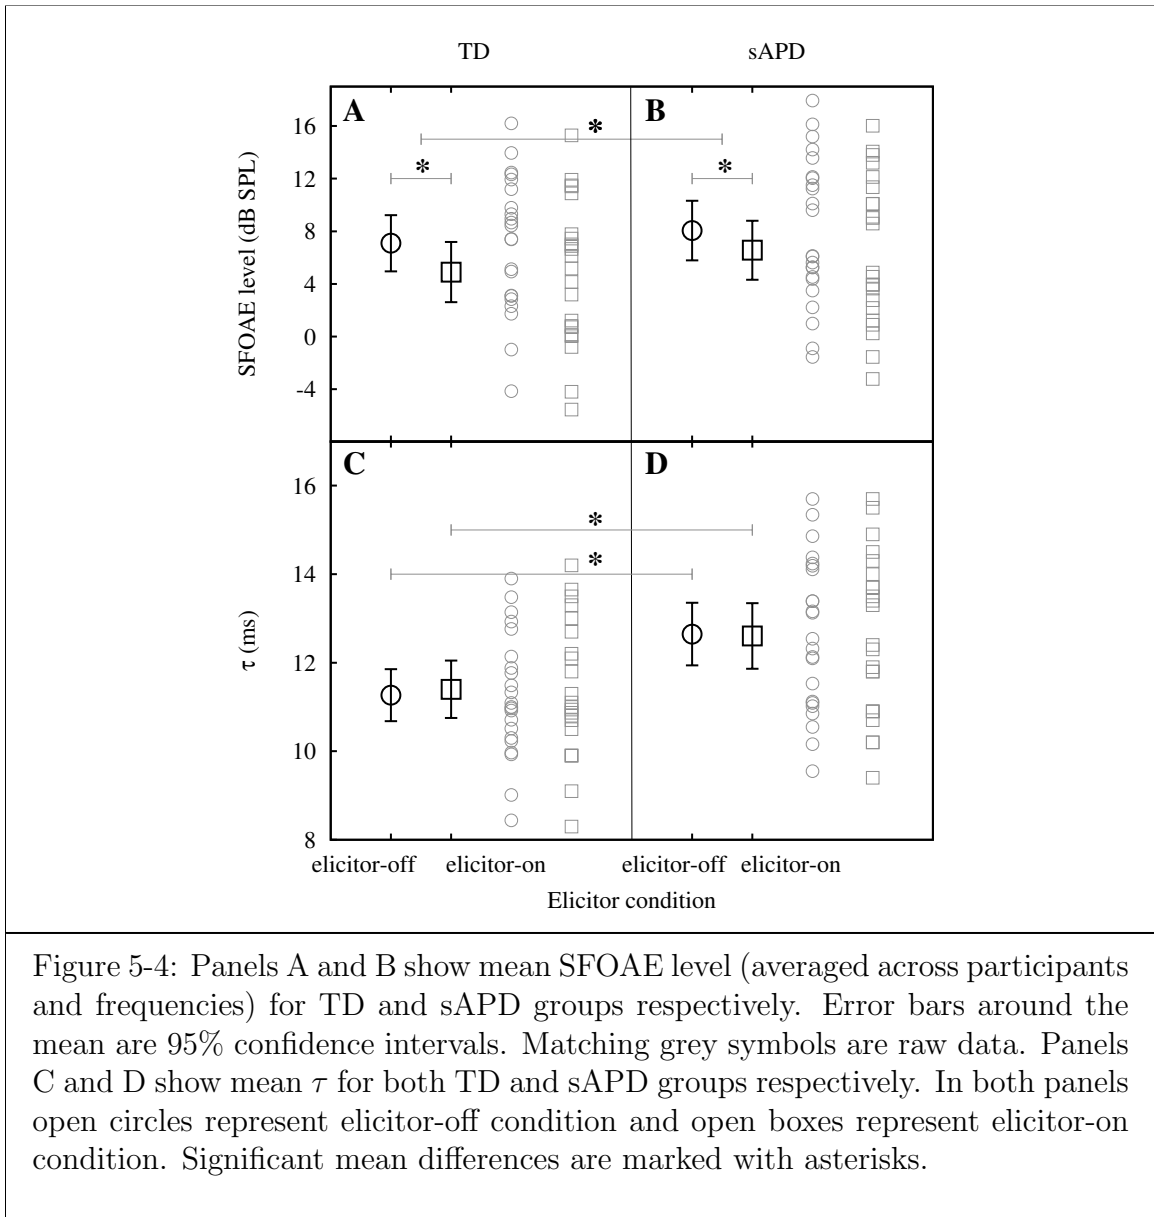 TD sAPD
A B
* *
* *
16
12
8
4
0
-4
SFOAE level (dB SPL)
C D
*
*
16
14
12
10
8
τ (ms)
elicitor-off elicitor-on elicitor-off elicitor-on
Elicitor condition
Figure 5-4: Panels A and B show mean SFOAE level (averaged across participants
and frequencies) for TD and sAPD groups respectively. Error bars around the
mean are 95% confidence intervals. Matching grey symbols are raw data. Panels
C and D show mean τ for both TD and sAPD groups respectively. In both panels
open circles represent elicitor-off condition and open boxes represent elicitor-on
condition. Significant mean differences are marked with asterisks.